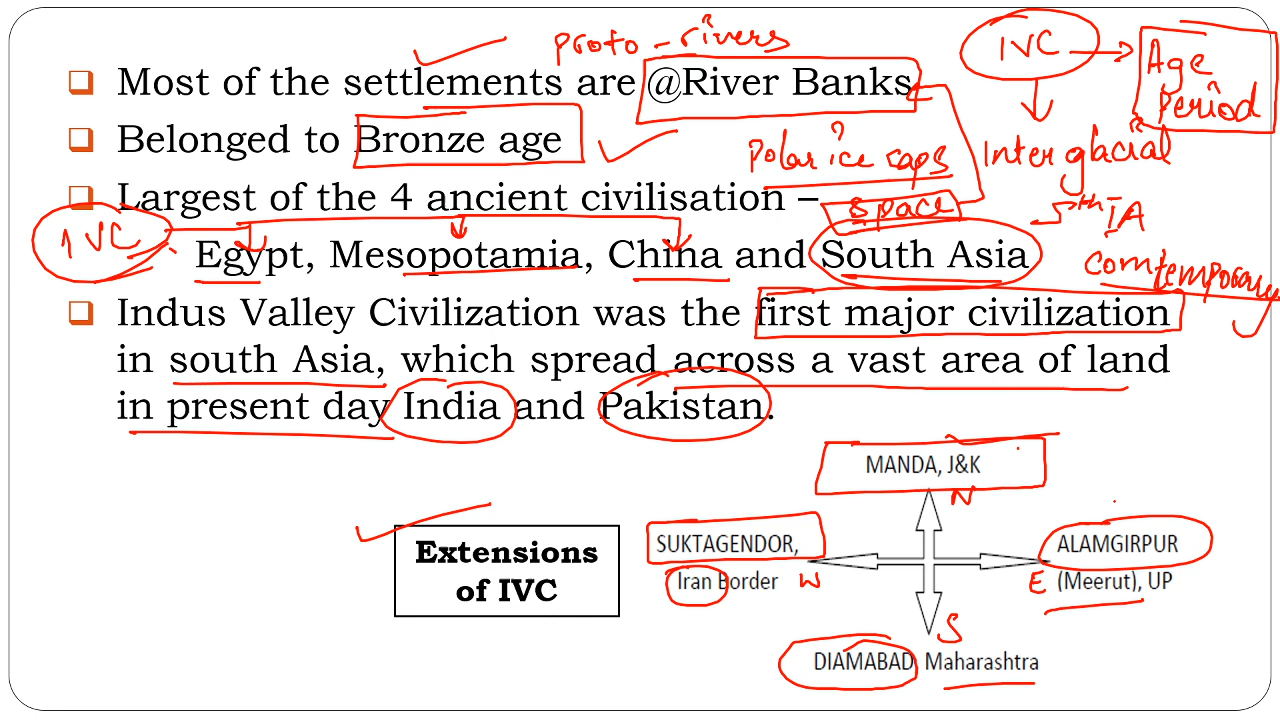 proto-rivers
IVC
Age
Period
Most of the settlements are @River Banks
Belonged to Bronze age
Polar ice caps
Interglacial
Largest of the 4 ancient civilisation –
space
5th IA
IVC
Egypt, Mesopotamia, China and South Asia
comtemporary
Indus Valley Civilization was the first major civilization
in south Asia, which spread across a vast area of land
in present day India and Pakistan.
MANDA, J&K
N
Extensions
of IVC
SUKTAGENDOR,
Iran Border
W
ALAMGIRPUR
E (Meerut), UP
S
DIAMABAD Maharashtra